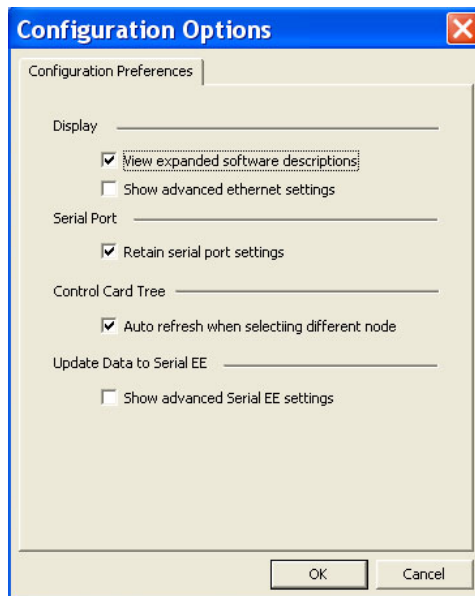 Configuration Options
Configuration Preferences
Display
View expanded software descriptions
Show advanced ethernet settings
Serial Port
Retain serial port settings
Control Card Tree
Auto refresh when selectiing different node
Update Data to Serial EE
Show advanced Serial EE settings
OK Cancel